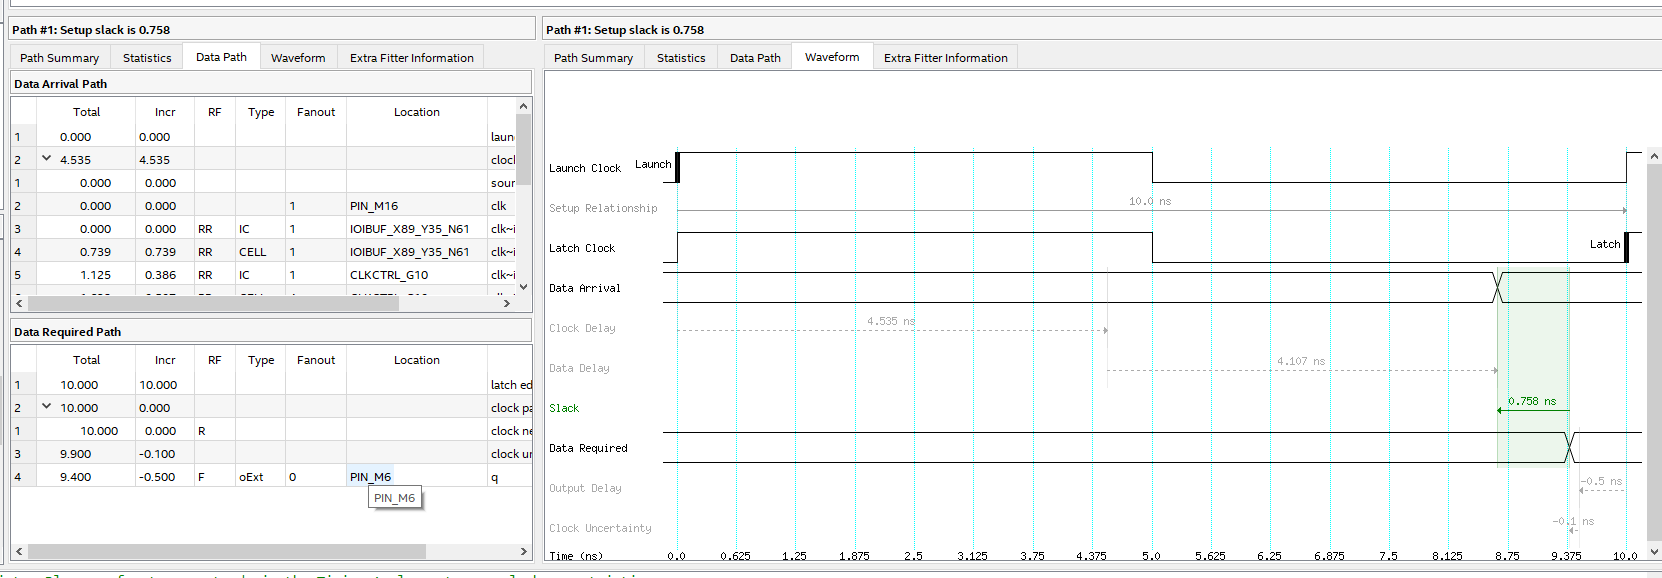 Path #1: Setup slack is 0.758
Path Summary Statistics Data Path Waveform Extra Fitter Information
Data Arrival Path
Total Incr RF Type Fanout Location
1 0.000 0.000 laun
2 4.535 4.535 clock
1 0.000 0.000 sour
2 0.000 0.000 1 PIN_M16 clk
3 0.000 0.000 RR IC 1 IOIBUF_X89_Y35_N61 clk~i
4 0.739 0.739 RR CELL 1 IOIBUF_X89_Y35_N61 clk~i
5 1.125 0.386 RR IC 1 CLKCTRL_G10 clk~i
Data Required Path
Total Incr RF Type Fanout Location
1 10.000 10.000 latch ed
2 10.000 0.000 clock pa
1 10.000 0.000 R clock ne
3 9.900 -0.100 clock un
4 9.400 -0.500 F oExt 0 PIN_M6 q
PIN_M6
Path #1: Setup slack is 0.758
Path Summary Statistics Data Path Waveform Extra Fitter Information
Launch Clock Launch
Setup Relationship 10.0 ns
Latch Clock Latch
Data Arrival
Clock Delay 4.535 ns
Data Delay 4.107 ns
Slack 0.758 ns
Data Required
Output Delay -0.5 ns
Clock Uncertainty -0.1 ns
Time (ns) 0.0 0.625 1.25 1.875 2.5 3.125 3.75 4.375 5.0 5.625 6.25 6.875 7.5 8.125 8.75 9.375 10.0